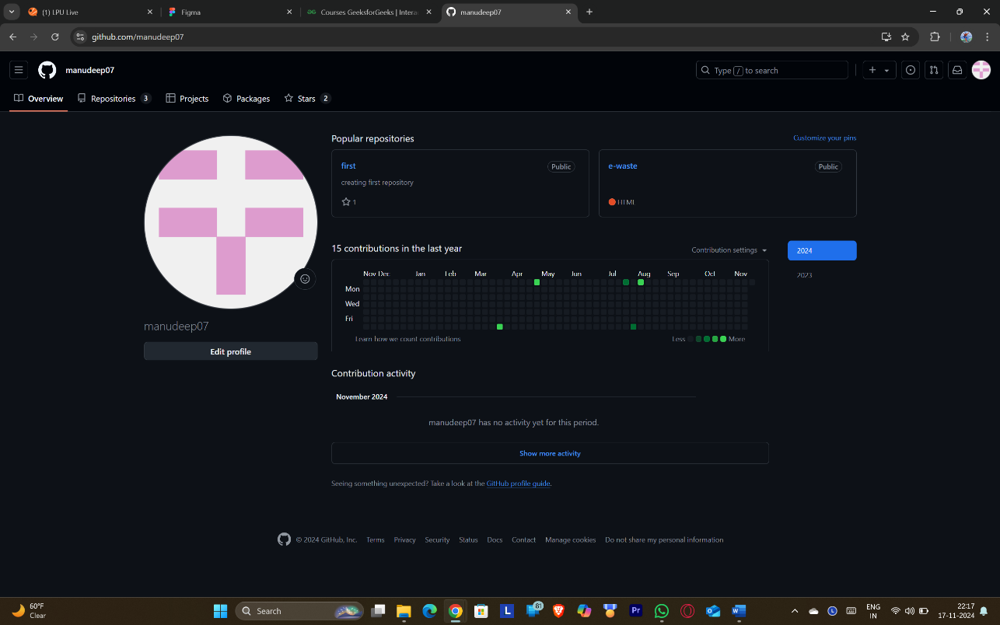 (1) LPU Live
Figma
Courses GeeksforGeeks | Intera
manudeep07
github.com/manudeep07
manudeep07
Type / to search
Overview
Repositories 3
Projects
Packages
Stars 2
Popular repositories
Customize your pins
first
Public
creating first repository
1
e-waste
Public
HTML
manudeep07
Edit profile
15 contributions in the last year
Contribution settings
2024
2023
Nov Dec Jan Feb Mar Apr May Jun Jul Aug Sep Oct Nov
Mon
Wed
Fri
Learn how we count contributions
Less
More
Contribution activity
November 2024
manudeep07 has no activity yet for this period.
Show more activity
Seeing something unexpected? Take a look at the GitHub profile guide.
© 2024 GitHub, Inc. Terms Privacy Security Status Docs Contact Manage cookies Do not share my personal information
60°F
Clear
Search
L
81
Pr
W
L
ENG
IN
22:17
17-11-2024